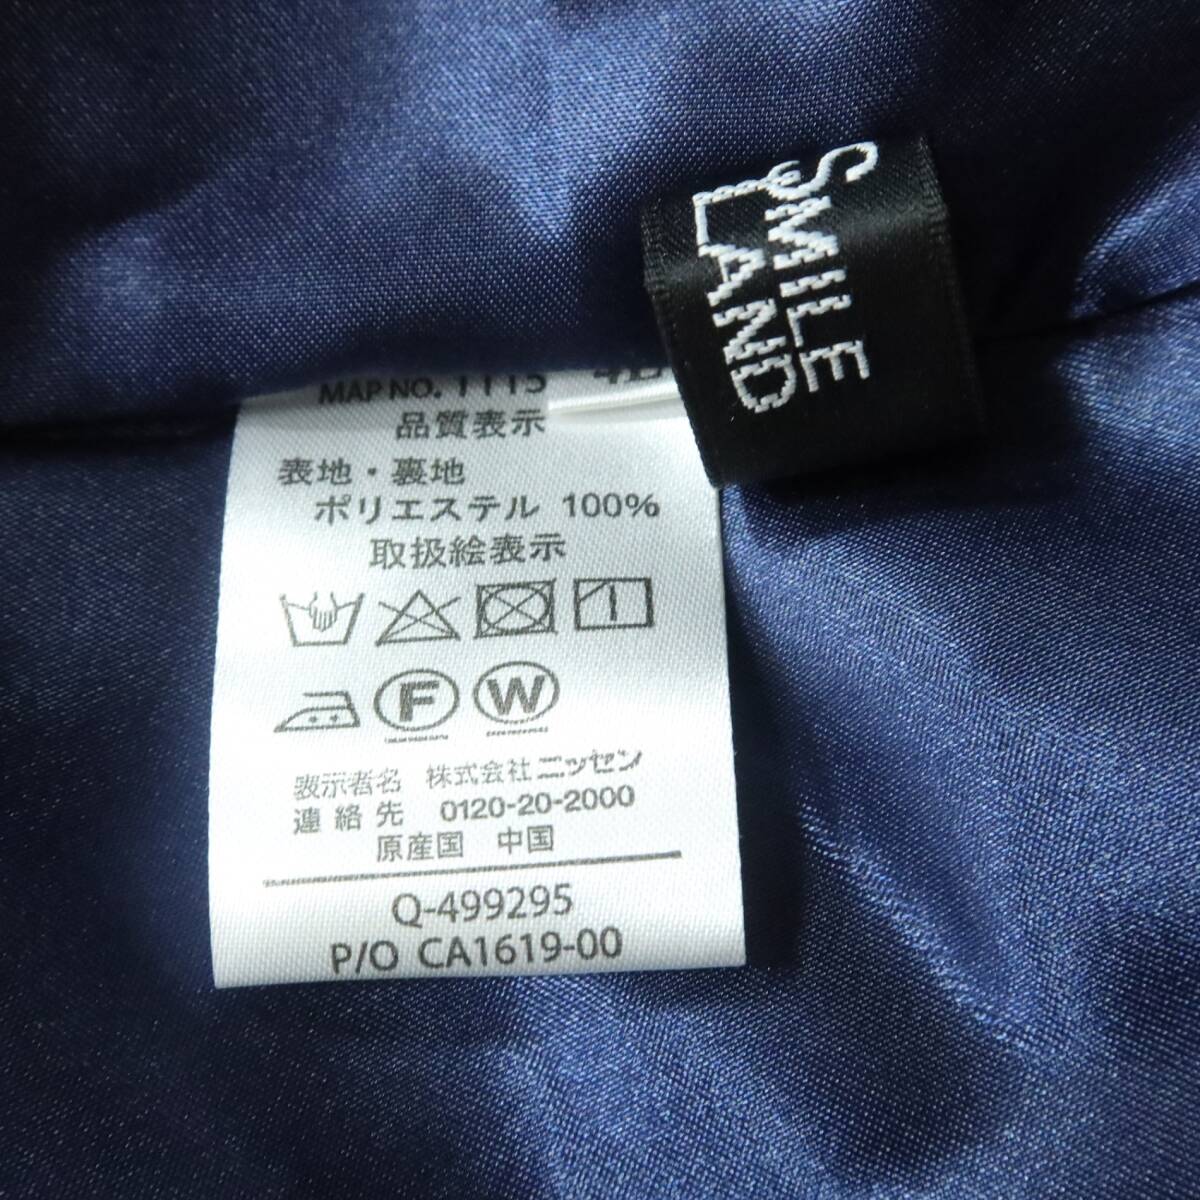 SMILE
LAND
MAP NO. 1115
品質表示
表地・裏地
ポリエステル 100%
取扱絵表示
F W
表示者名 株式会社ニッセン
連絡先 0120-20-2000
原産国 中国
Q-499295
P/O CA1619-00